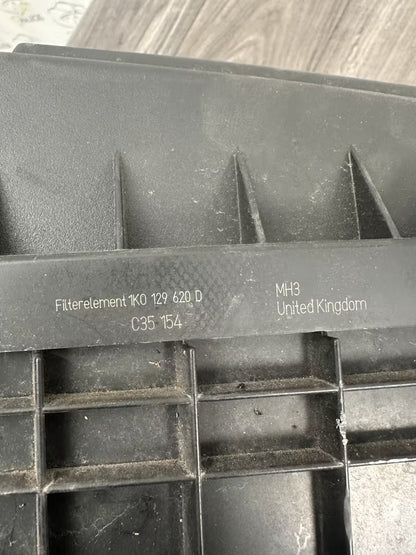 Filterelement 1K0 129 620 D
C35 154
MH3
United Kingdom